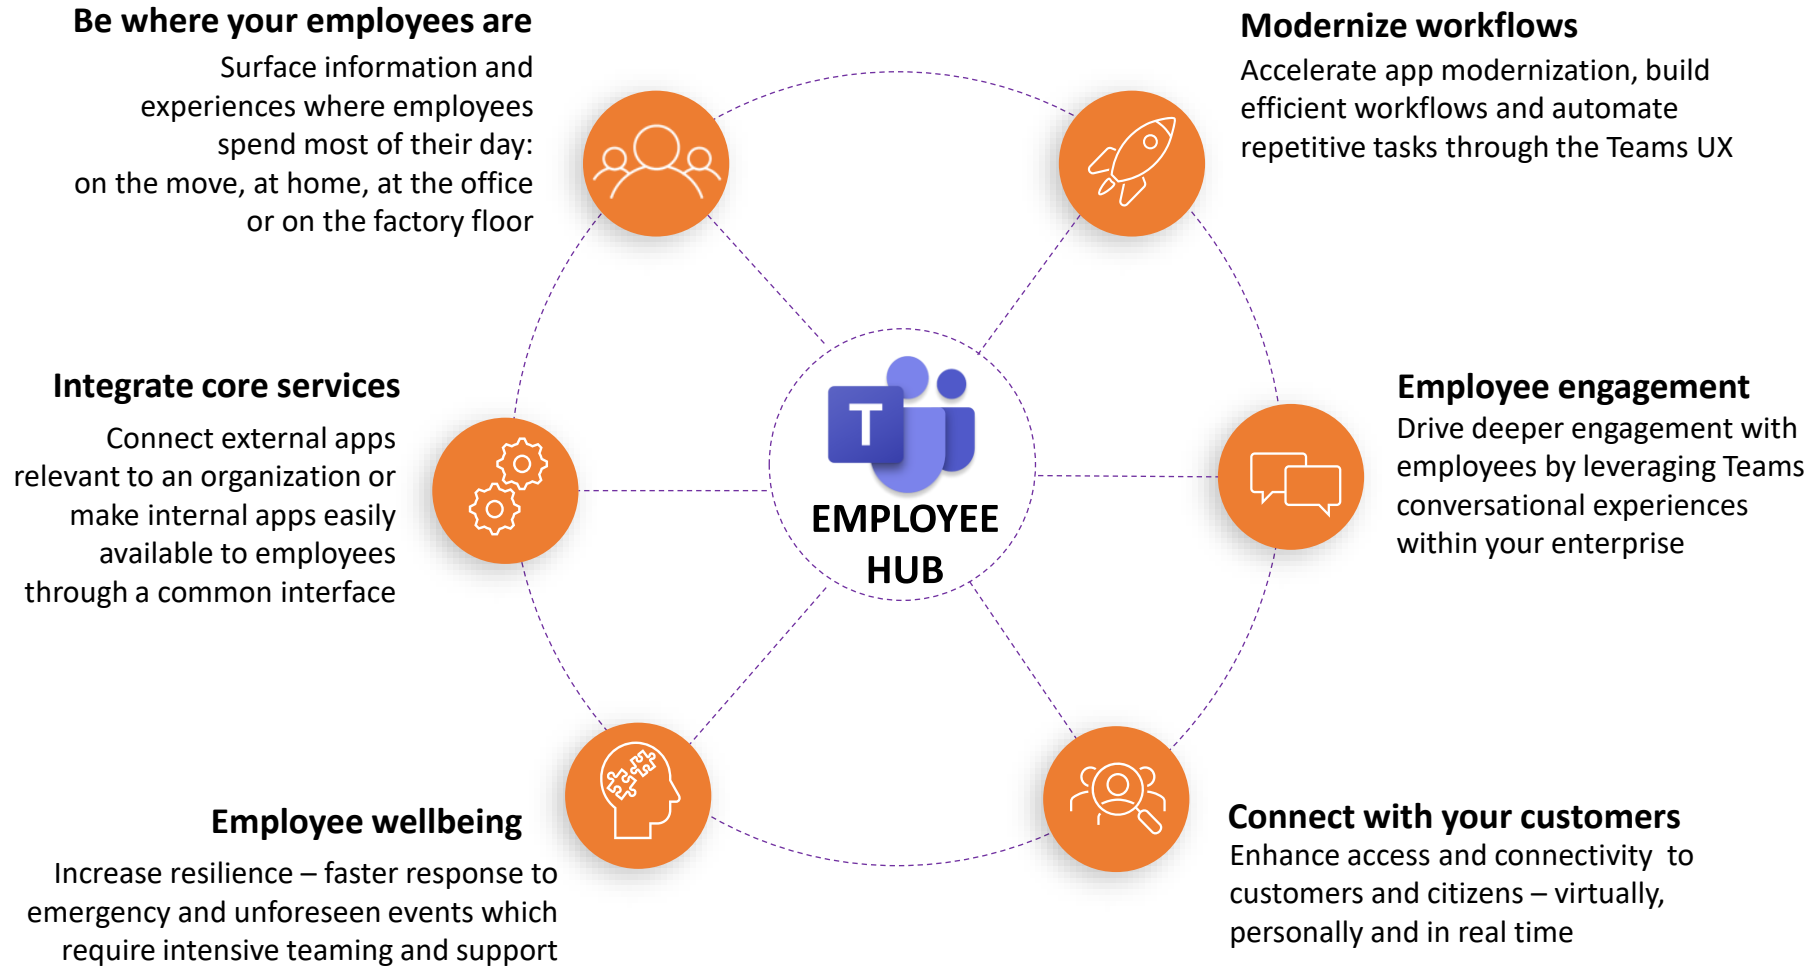 Be where your employees are
Surface information and
experiences where employees
spend most of their day:
on the move, at home, at the office
or on the factory floor
Modernize workflows
Accelerate app modernization, build
efficient workflows and automate
repetitive tasks through the Teams UX
Integrate core services
Connect external apps
relevant to an organization or
make internal apps easily
available to employees
through a common interface
T
EMPLOYEE
HUB
Employee engagement
Drive deeper engagement with
employees by leveraging Teams
conversational experiences
within your enterprise
Employee wellbeing
Increase resilience – faster response to
emergency and unforeseen events which
require intensive teaming and support
Connect with your customers
Enhance access and connectivity  to
customers and citizens – virtually,
personally and in real time